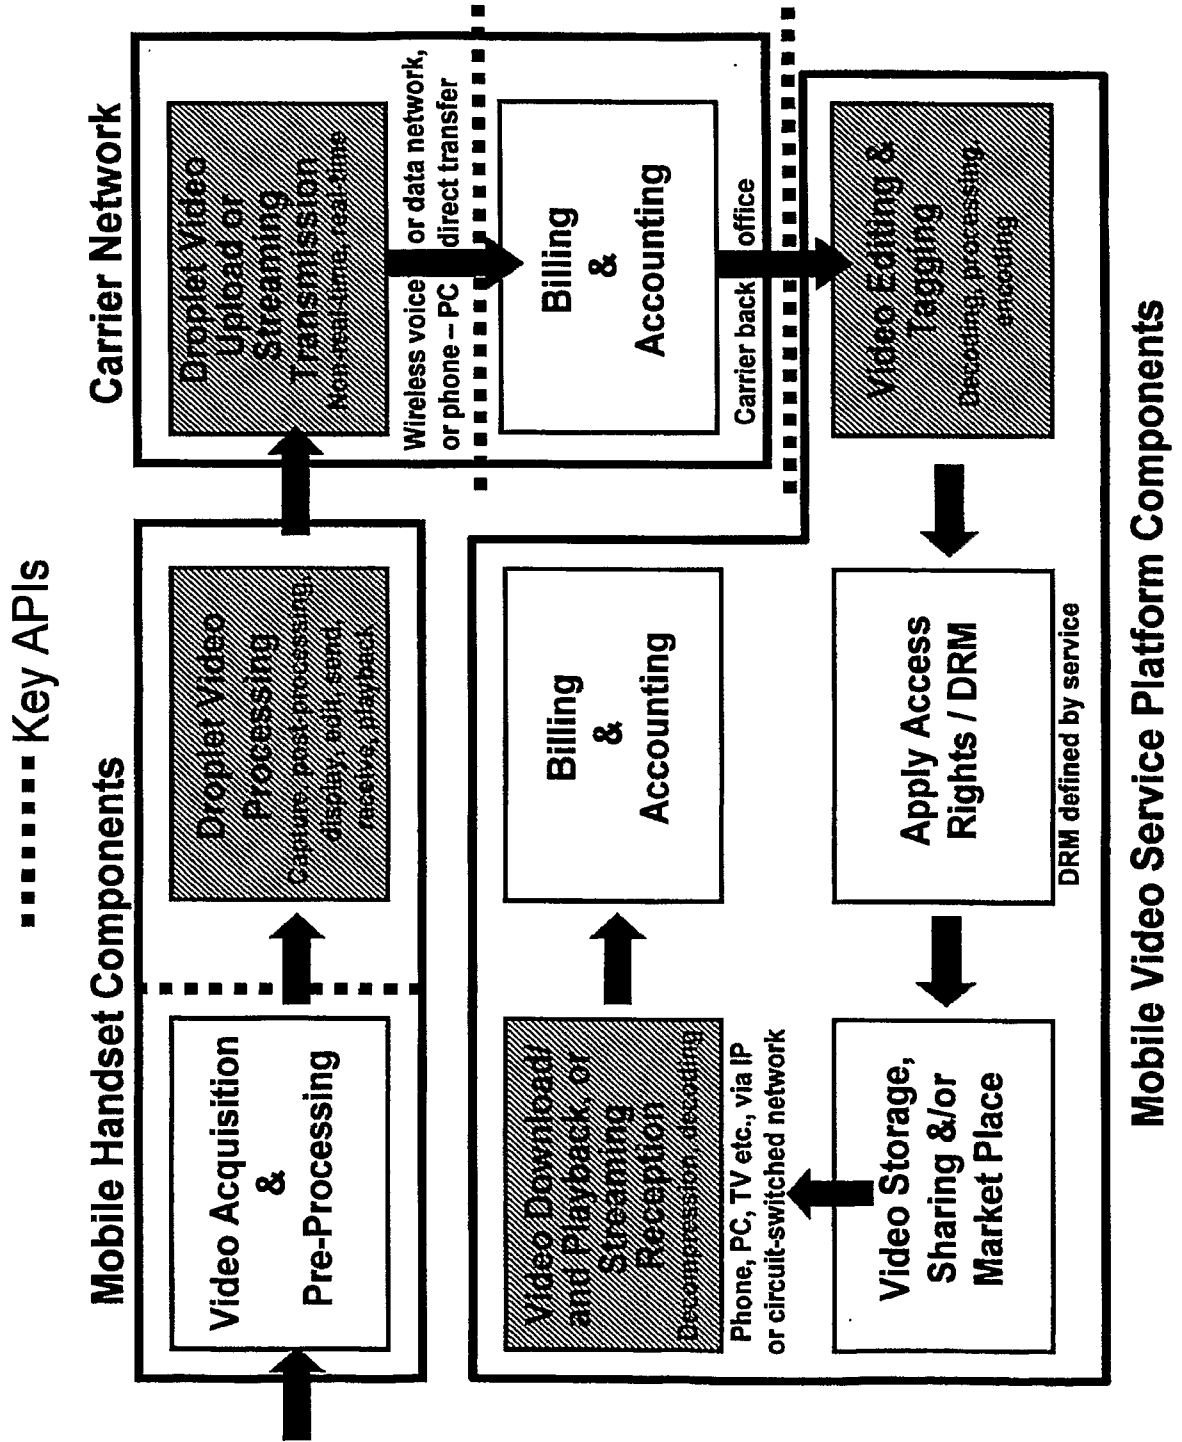 Key APIs
Mobile Handset Components
Video Acquisition
&
Pre-Processing
Droplet Video
Processing
Capture, post-processing,
display, edit, send,
receive, playback
Carrier Network
Droplet Video
Upload or
Streaming
Transmission
Non-real-time, real-time
Wireless voice or data network,
or phone – PC direct transfer
Billing
&
Accounting
Carrier back office
Video Editing &
Tagging
Decoding, processing,
encoding
Apply Access
Rights / DRM
DRM defined by service
Video Storage,
Sharing &/or
Market Place
Phone, PC, TV etc., via IP
or circuit-switched network
Video Download/
and Playback, or
Streaming
Reception
Decompression, decoding
Billing
&
Accounting
Mobile Video Service Platform Components